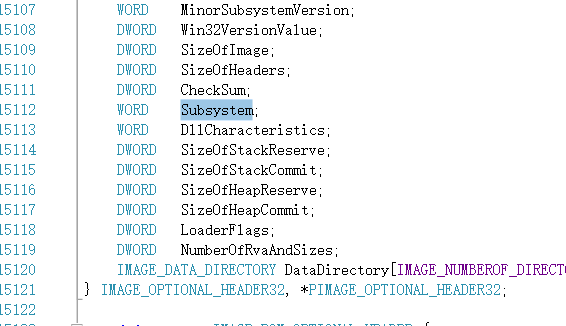 15107 WORD MinorSubsystemVersion;
15108 DWORD Win32VersionValue;
15109 DWORD SizeOfImage;
15110 DWORD SizeOfHeaders;
15111 DWORD CheckSum;
15112 WORD Subsystem;
15113 WORD DllCharacteristics;
15114 DWORD SizeOfStackReserve;
15115 DWORD SizeOfStackCommit;
15116 DWORD SizeOfHeapReserve;
15117 DWORD SizeOfHeapCommit;
15118 DWORD LoaderFlags;
15119 DWORD NumberOfRvaAndSizes;
15120 IMAGE_DATA_DIRECTORY DataDirectory[IMAGE_NUMBEROF_DIRECT
15121 } IMAGE_OPTIONAL_HEADER32, *PIMAGE_OPTIONAL_HEADER32;
15122